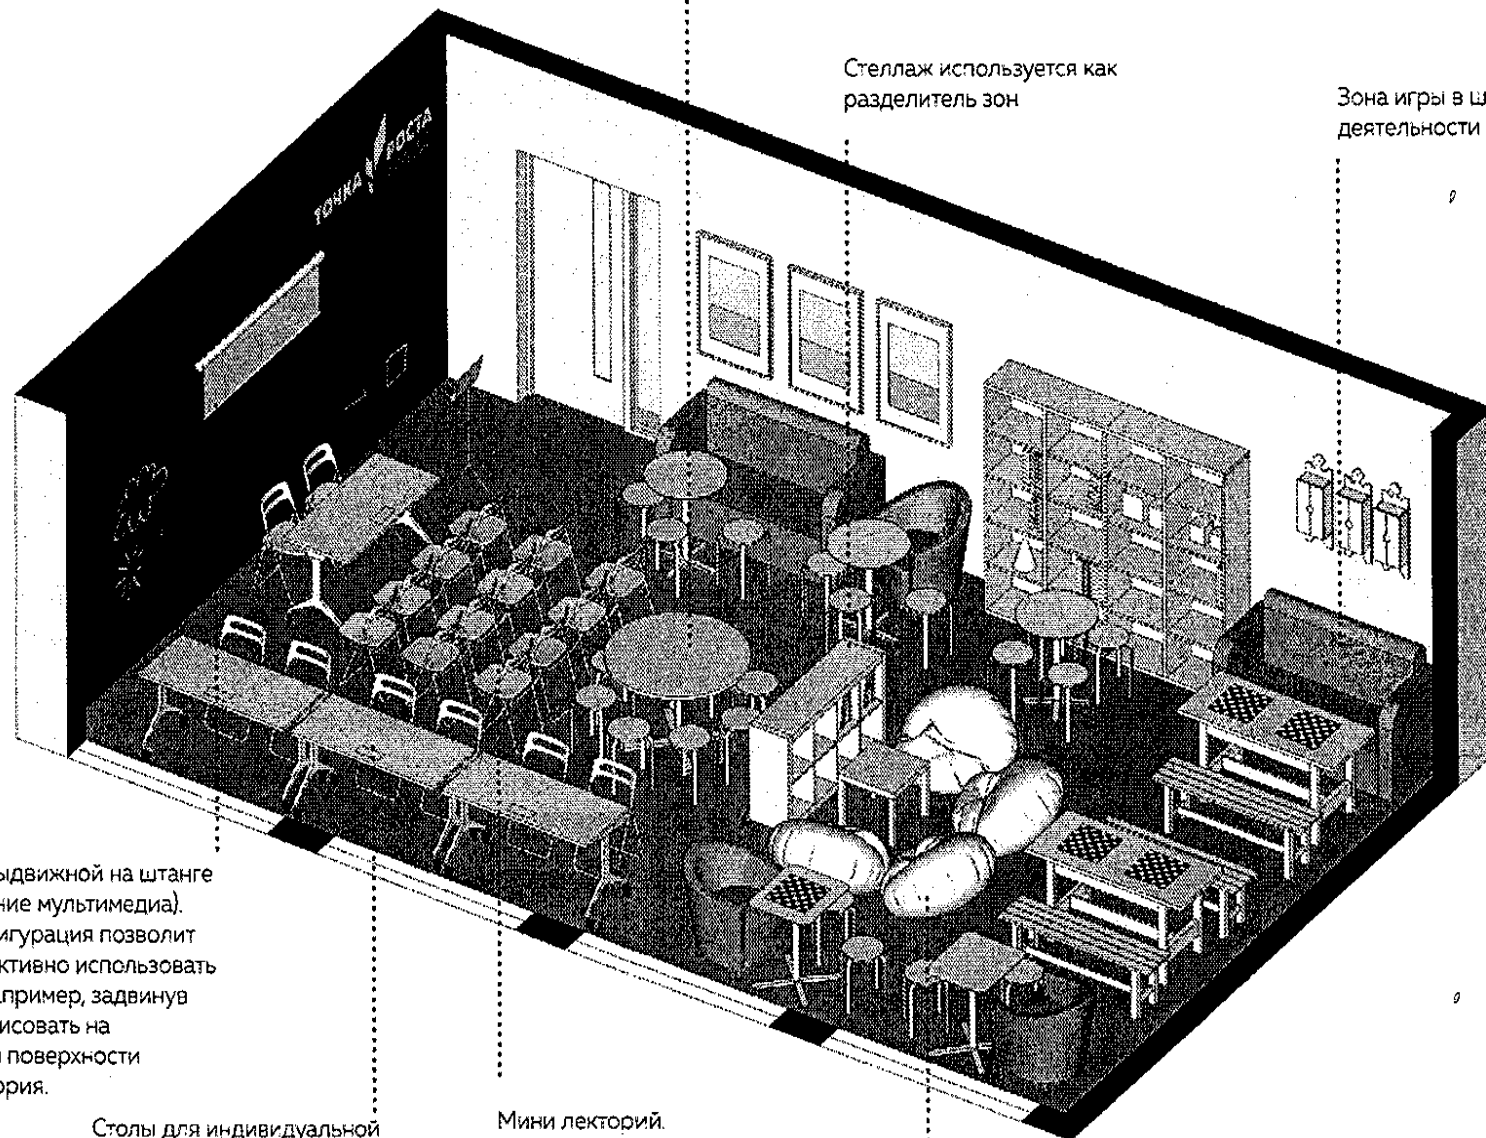 Стеллаж используется как
разделитель зон
Зона игры в ш
деятельности
ТОЧКА РОСТА
ыдвижной на штанге
ние мультимедиа).
игурация позволит
ктивно использовать
пример, задвинув
исовать на
поверхности
ория.
Столы для индивидуальной
Мини лекторий.